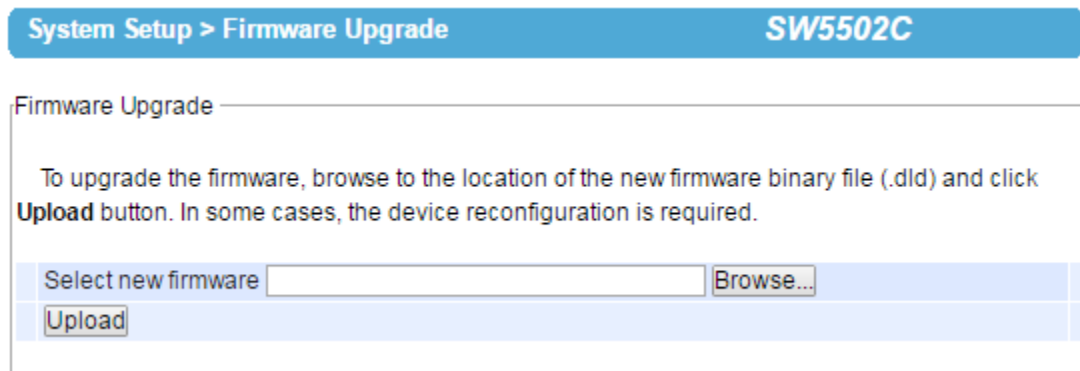 System Setup > Firmware Upgrade SW5502C
Firmware Upgrade
To upgrade the firmware, browse to the location of the new firmware binary file (.dld) and click
Upload button. In some cases, the device reconfiguration is required.
Select new firmware Browse...
Upload